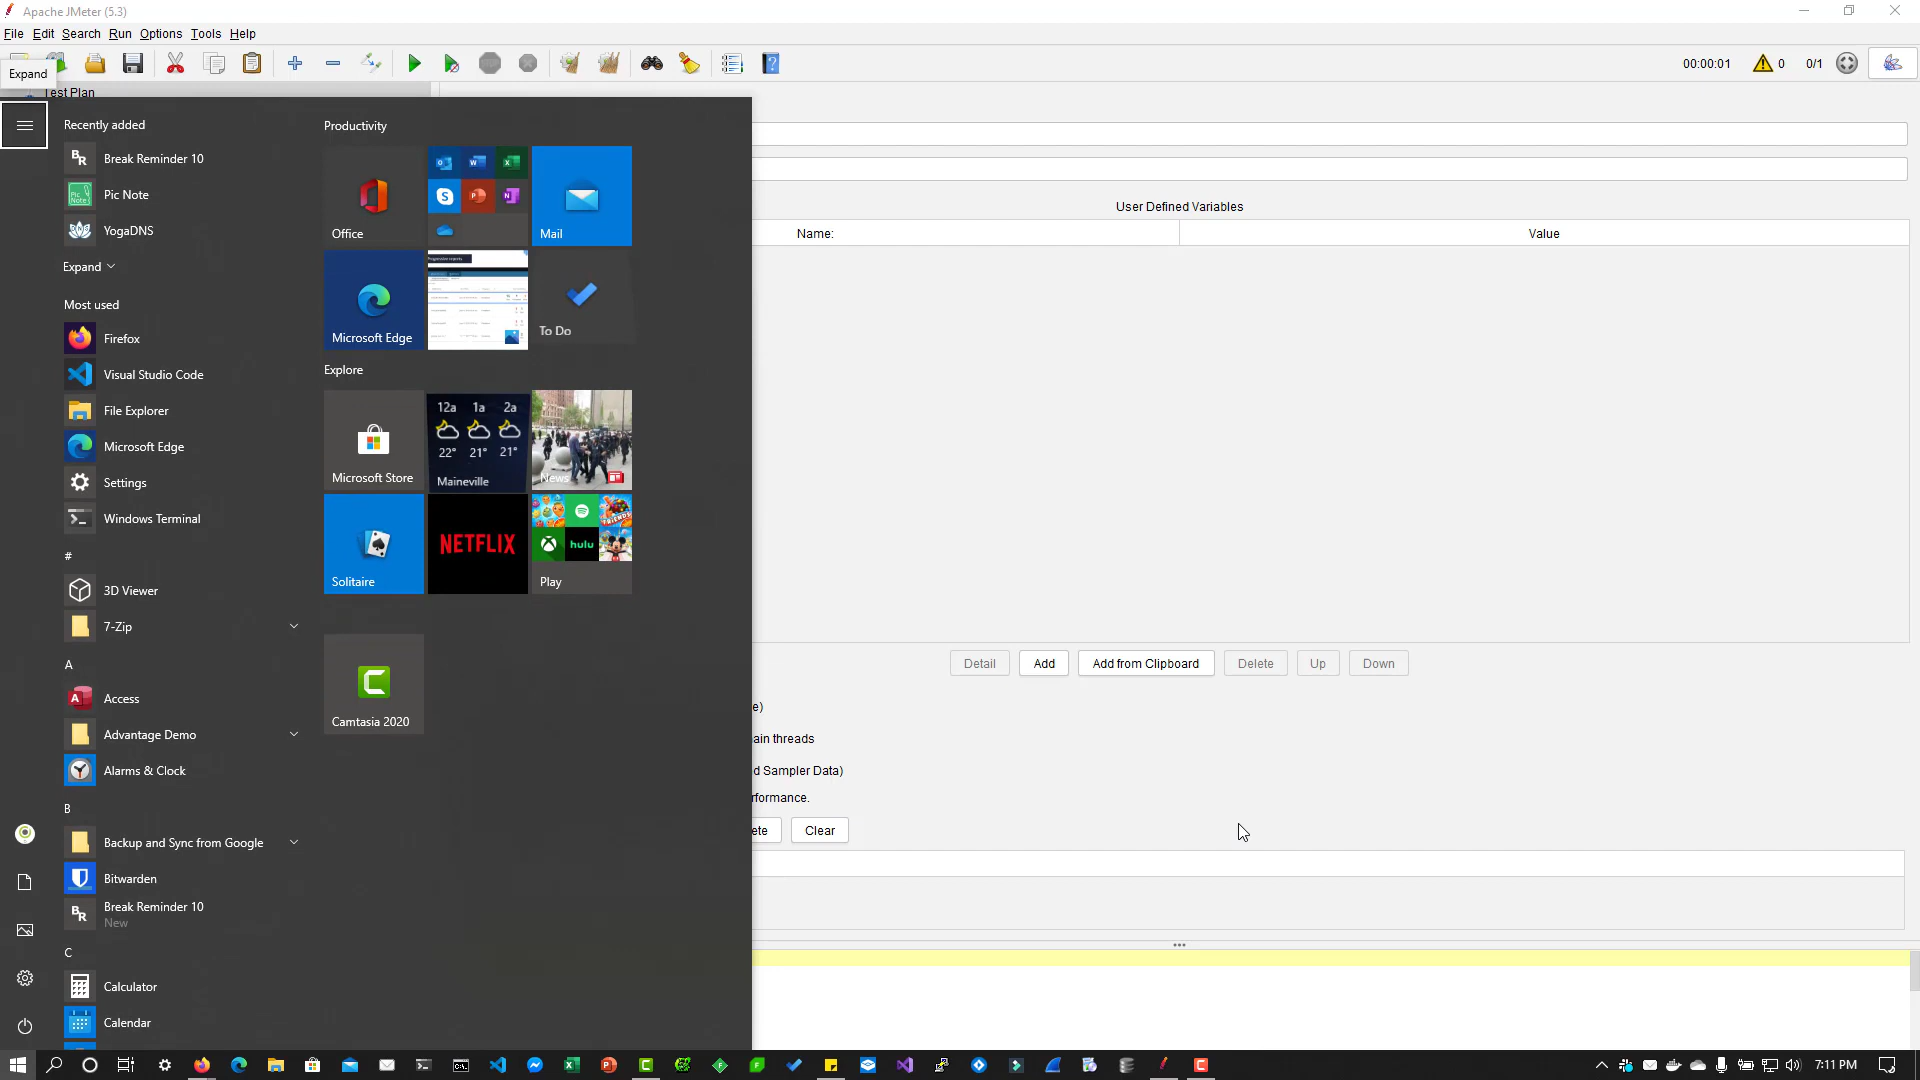 Apache JMeter (5.3)
File Edit Search Run Options Tools Help
Expand
00:00:01 0 0/1
Test Plan
Recently added
Break Reminder 10
Pic Note
YogaDNS
Expand
Most used
Firefox
Visual Studio Code
File Explorer
Microsoft Edge
Settings
Windows Terminal
#
3D Viewer
7-Zip
A
Access
Advantage Demo
Alarms & Clock
B
Backup and Sync from Google
Bitwarden
Break Reminder 10
New
C
Calculator
Calendar
Productivity
Office
Mail
Microsoft Edge
To Do
Explore
Microsoft Store
12a 1a 2a
22° 21° 21°
Maineville
News
Solitaire
NETFLIX
hulu
Play
Camtasia 2020
User Defined Variables
Name: Value
Detail Add Add from Clipboard Delete Up Down
e)
ain threads
d Sampler Data)
rformance.
ete Clear
7:11 PM